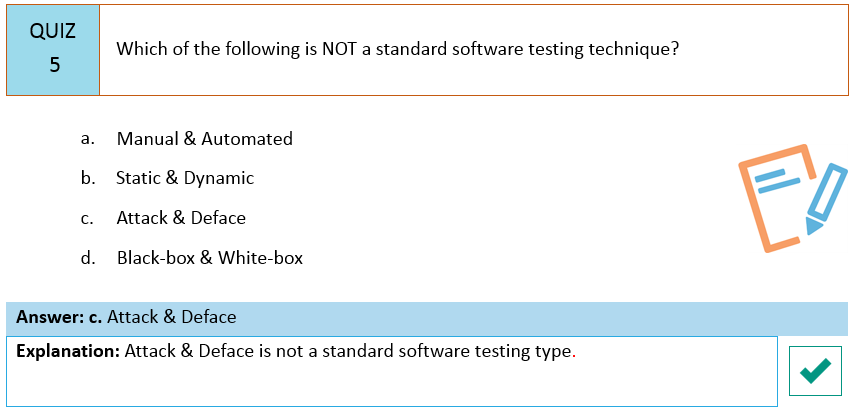 QUIZ
5
Which of the following is NOT a standard software testing technique?
a. Manual & Automated
b. Static & Dynamic
c. Attack & Deface
d. Black-box & White-box
Answer: c. Attack & Deface
Explanation: Attack & Deface is not a standard software testing type.